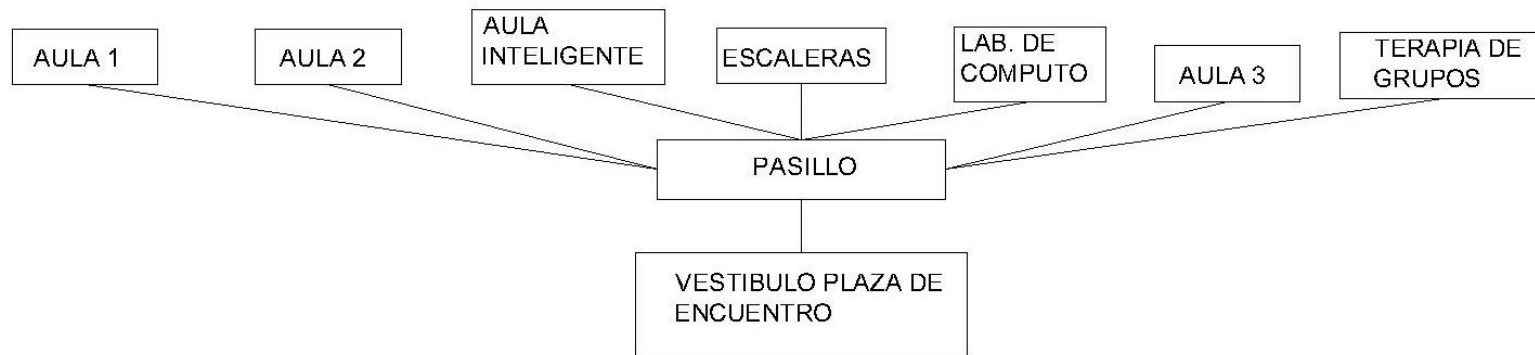 AULA 1
AULA 2
AULA
INTELIGENTE
ESCALERAS
LAB. DE
COMPUTO
AULA 3
TERAPIA DE
GRUPOS
PASILLO
VESTIBULO PLAZA DE
ENCUENTRO